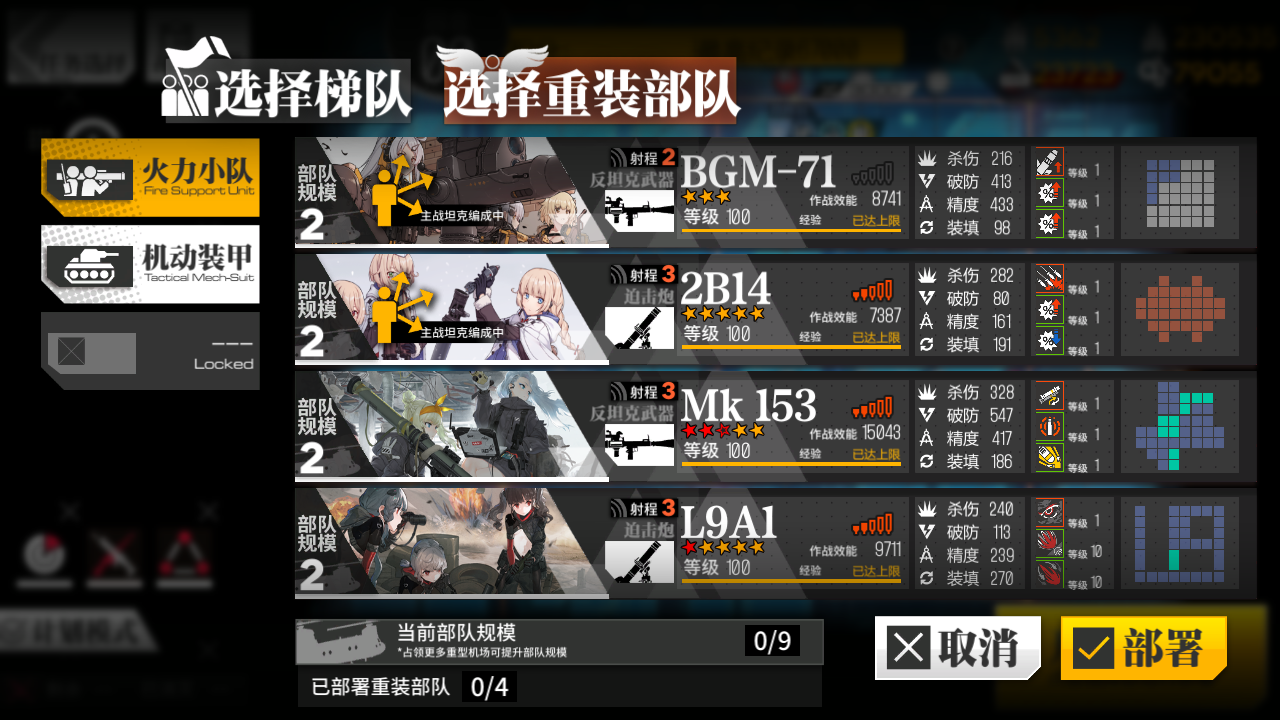 选择梯队
选择重装部队
火力小队
Fire Support Unit
机动装甲
Tactical Mech-Suit
---
Locked
部队规模
2
主战坦克编成中
射程 2
反坦克武器
BGM-71
等级 100
作战效能 8741
经验 已达上限
杀伤 216
破防 413
精度 433
装填 98
等级 1
等级 1
等级 1
部队规模
2
主战坦克编成中
射程 3
迫击炮
2B14
等级 100
作战效能 7387
经验 已达上限
杀伤 282
破防 80
精度 161
装填 191
等级 1
等级 1
等级 1
部队规模
2
射程 3
反坦克武器
Mk 153
等级 100
作战效能 15043
经验 已达上限
杀伤 328
破防 547
精度 417
装填 186
等级 1
等级 1
等级 1
部队规模
2
射程 3
迫击炮
L9A1
等级 100
作战效能 9711
经验 已达上限
杀伤 240
破防 113
精度 239
装填 270
等级 1
等级 10
等级 10
计划模式
当前部队规模
*占领更多重型机场可提升部队规模
0/9
已部署重装部队 0/4
取消
部署